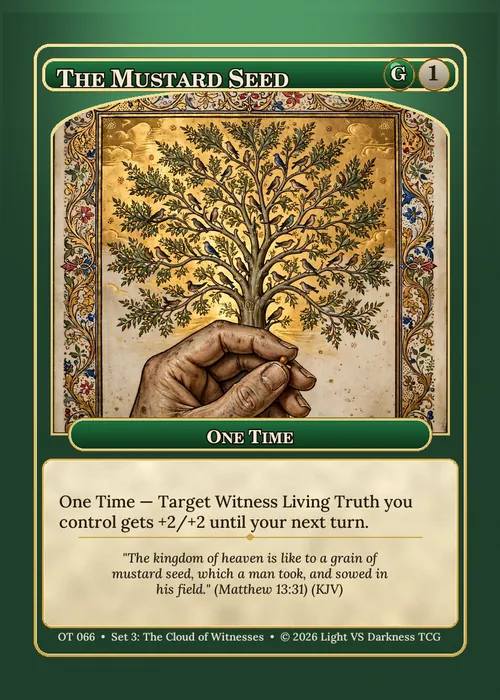 The Mustard Seed G 1
One Time
One Time — Target Witness Living Truth you
control gets +2/+2 until your next turn.
"The kingdom of heaven is like to a grain of
mustard seed, which a man took, and sowed in
his field." (Matthew 13:31) (KJV)
OT 066 • Set 3: The Cloud of Witnesses • © 2026 Light VS Darkness TCG